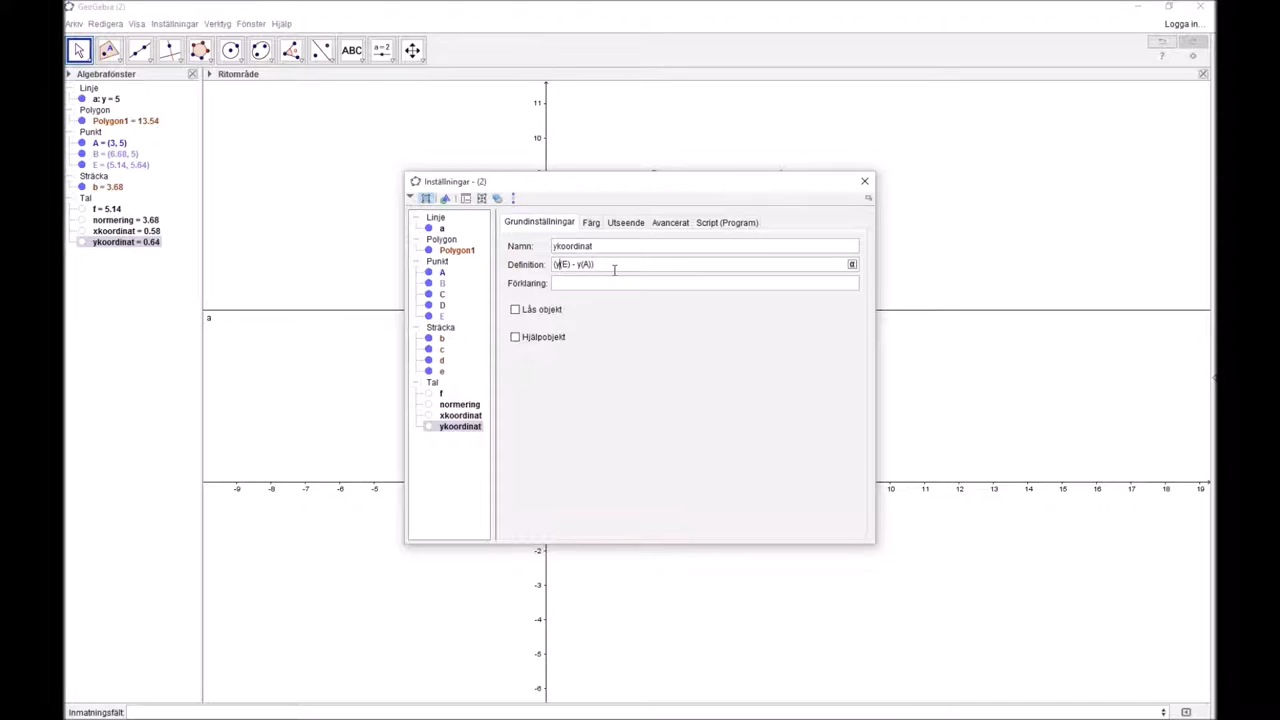 GeoGebra (2)
Arkiv Redigera Visa Inställningar Verktyg Fönster Hjälp
Logga in...
ABC
a=2
Algebrafönster
Ritområde
Linje
a: y = 5
Polygon
Polygon1 = 13.54
Punkt
A = (3, 5)
B = (6.68, 5)
E = (5.14, 5.64)
Sträcka
b = 3.68
Tal
f = 5.14
normering = 3.68
xkoordinat = 0.58
ykoordinat = 0.64
11
10
a
-9 -8 -7 -6 -5
10 11 12 13 14 15 16 17 18 19
-2
-3
-4
-5
-6
Inställningar - (2)
Linje
a
Polygon
Polygon1
Punkt
A
B
C
D
E
Sträcka
b
c
d
e
Tal
f
normering
xkoordinat
ykoordinat
Grundinställningar Färg Utseende Avancerat Script (Program)
Namn: ykoordinat
Definition: (y(E) - y(A)) α
Förklaring:
Lås objekt
Hjälpobjekt
Inmatningsfält: